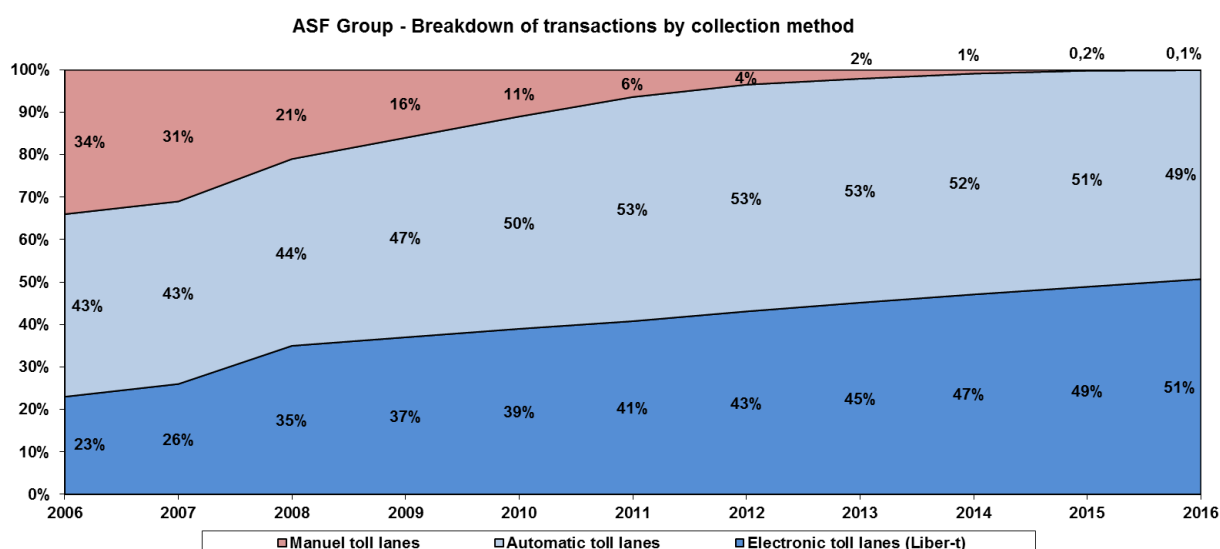 ASF Group - Breakdown of transactions by collection method
2% 1% 0,2% 0,1%
100%
90%
80%
70%
60%
50%
40%
30%
20%
10%
0%
34% 31% 21% 16% 11% 6% 4%
43% 43% 44% 47% 50% 53% 53% 53% 52% 51% 49%
23% 26% 35% 37% 39% 41% 43% 45% 47% 49% 51%
2006 2007 2008 2009 2010 2011 2012 2013 2014 2015 2016
Manuel toll lanes Automatic toll lanes Electronic toll lanes (Liber-t)